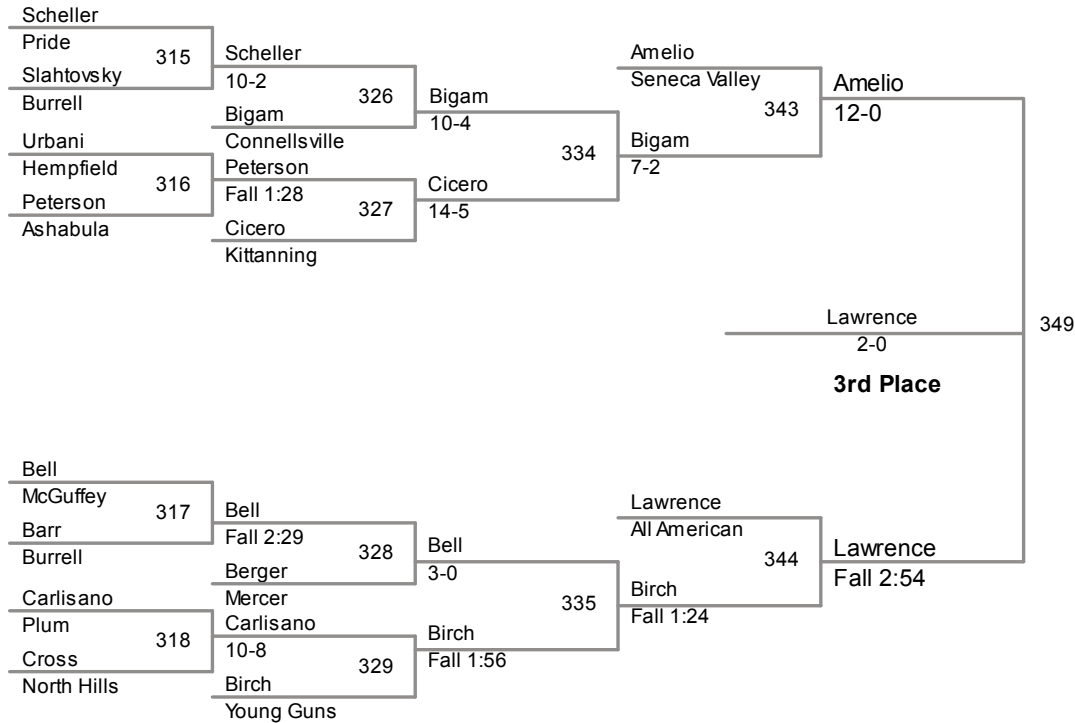 Scheller
Pride
315
Slahtovsky
Burrell
Scheller
10-2
326
Bigam
Connellsville
Urbani
Hempfield
316
Peterson
Ashabula
Peterson
Fall 1:28
327
Cicero
Kittanning
Bigam
10-4
334
Cicero
14-5
Amelio
Seneca Valley
343
Bigam
7-2
Amelio
12-0
Lawrence
2-0
349
3rd Place
Bell
McGuffey
317
Barr
Burrell
Bell
Fall 2:29
328
Berger
Mercer
Carlisano
Plum
318
Cross
North Hills
Carlisano
10-8
329
Birch
Young Guns
Bell
3-0
335
Birch
Fall 1:56
Lawrence
All American
344
Birch
Fall 1:24
Lawrence
Fall 2:54